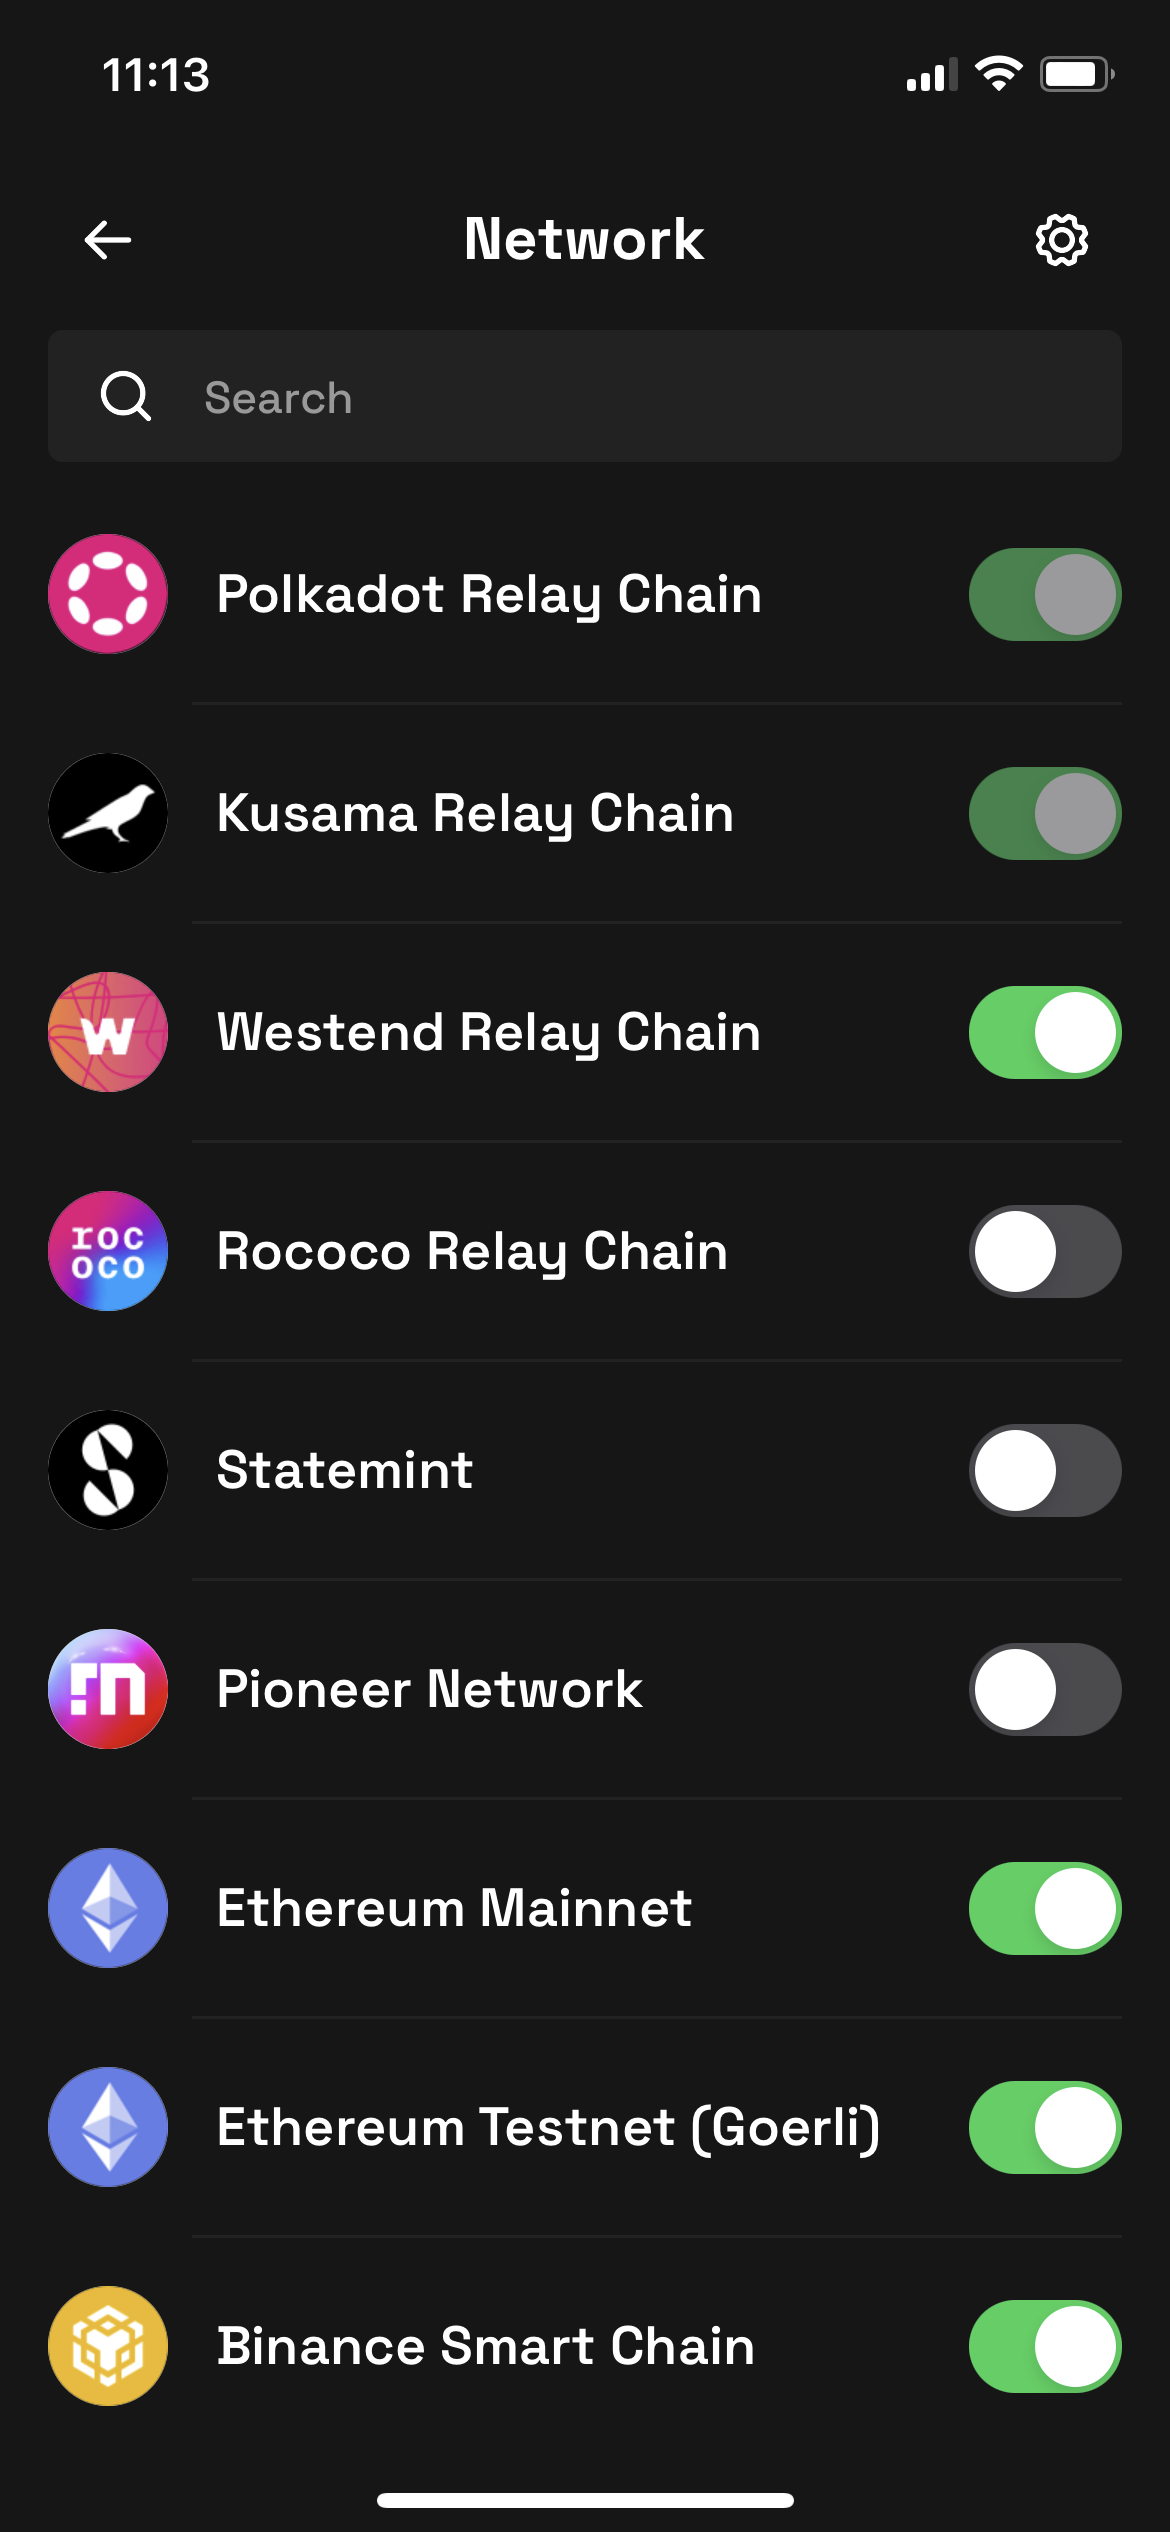 11:13
Network
Search
Polkadot Relay Chain
Kusama Relay Chain
W
Westend Relay Chain
roc
oco
Rococo Relay Chain
Statemint
Pioneer Network
Ethereum Mainnet
Ethereum Testnet (Goerli)
Binance Smart Chain